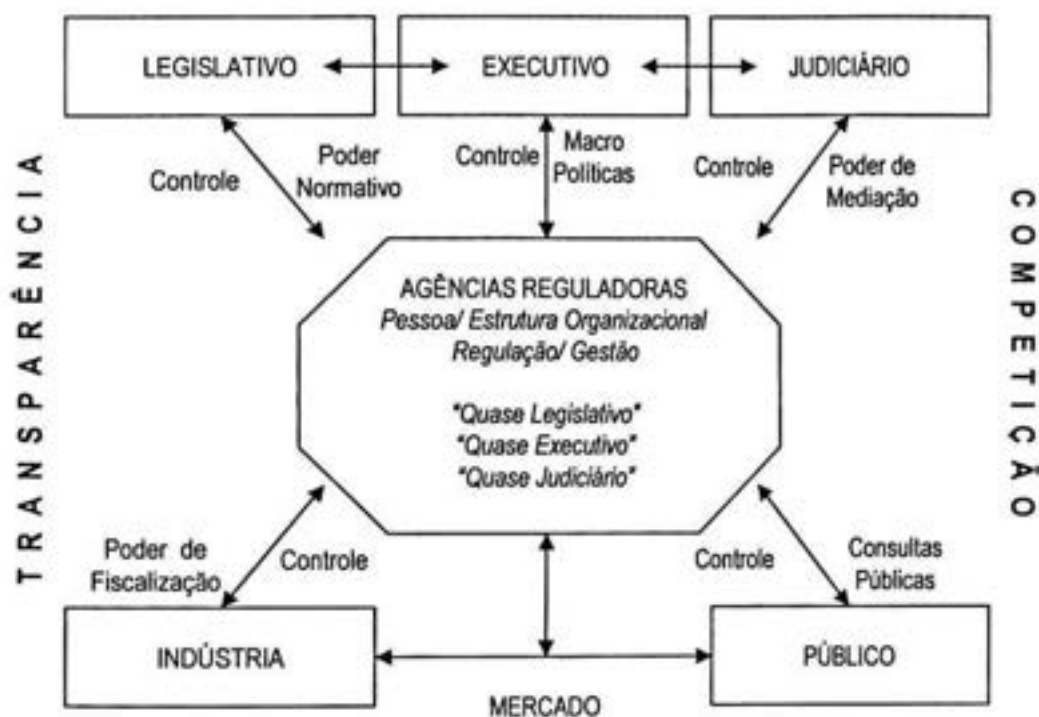 LEGISLATIVO
EXECUTIVO
JUDICIÁRIO
Controle
Poder
Normativo
Controle
Macro
Políticas
Controle
Poder de
Mediação
TRANSPARÊNCIA
COMPETIÇÃO
AGÊNCIAS REGULADORAS
Pessoa/ Estrutura Organizacional
Regulação/ Gestão
"Quase Legislativo"
"Quase Executivo"
"Quase Judiciário"
Poder de
Fiscalização
Controle
Controle
Consultas
Públicas
INDÚSTRIA
PÚBLICO
MERCADO